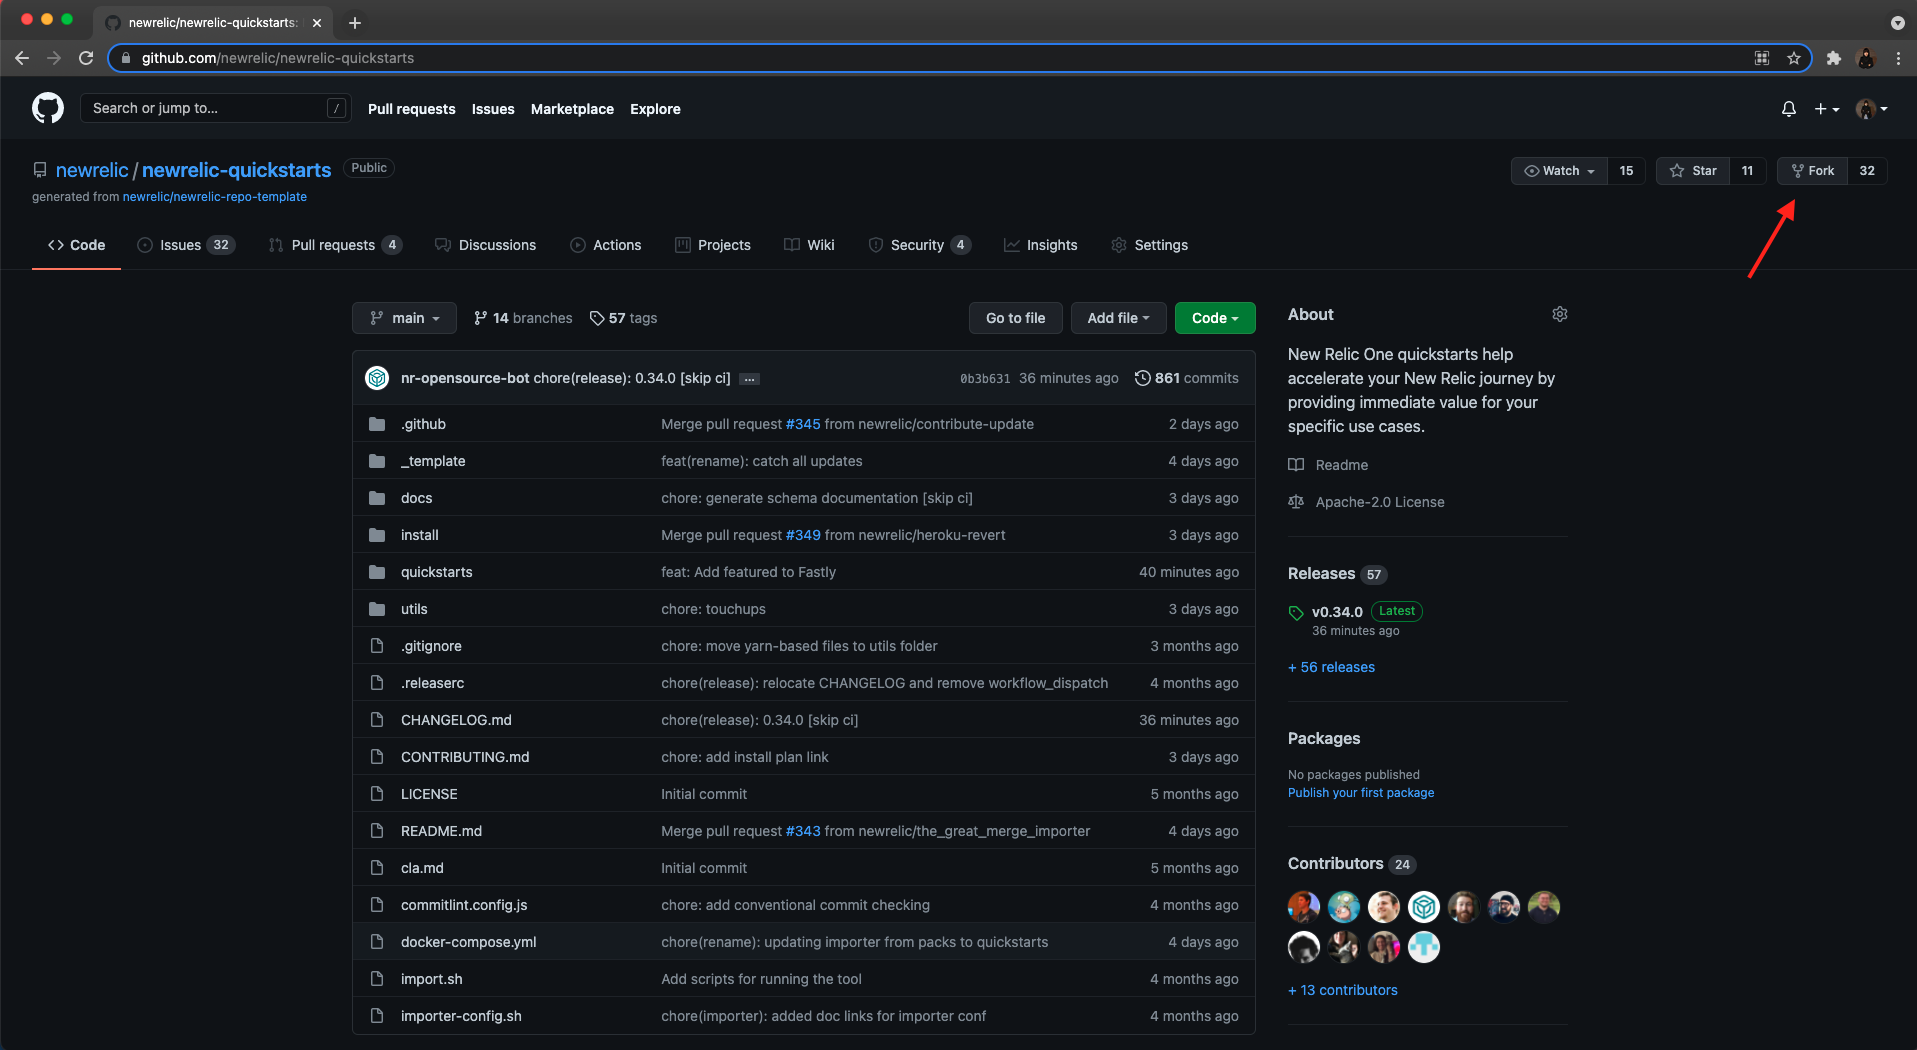 newrelic/newrelic-quickstarts:
github.com/newrelic/newrelic-quickstarts
Search or jump to... /
Pull requests Issues Marketplace Explore
newrelic / newrelic-quickstarts Public
Watch 15 Star 11 Fork 32
generated from newrelic/newrelic-repo-template
Code Issues 32 Pull requests 4 Discussions Actions Projects Wiki Security 4 Insights Settings
main 14 branches 57 tags Go to file Add file Code
nr-opensource-bot chore(release): 0.34.0 [skip ci] ... 0b3b631 36 minutes ago 861 commits
.github Merge pull request #345 from newrelic/contribute-update 2 days ago
_template feat(rename): catch all updates 4 days ago
docs chore: generate schema documentation [skip ci] 3 days ago
install Merge pull request #349 from newrelic/heroku-revert 3 days ago
quickstarts feat: Add featured to Fastly 40 minutes ago
utils chore: touchups 3 days ago
.gitignore chore: move yarn-based files to utils folder 3 months ago
.releaserc chore(release): relocate CHANGELOG and remove workflow_dispatch 4 months ago
CHANGELOG.md chore(release): 0.34.0 [skip ci] 36 minutes ago
CONTRIBUTING.md chore: add install plan link 3 days ago
LICENSE Initial commit 5 months ago
README.md Merge pull request #343 from newrelic/the_great_merge_importer 4 days ago
cla.md Initial commit 5 months ago
commitlint.config.js chore: add conventional commit checking 4 months ago
docker-compose.yml chore(rename): updating importer from packs to quickstarts 4 days ago
import.sh Add scripts for running the tool 4 months ago
importer-config.sh chore(importer): added doc links for importer conf 4 months ago
About
New Relic One quickstarts help
accelerate your New Relic journey by
providing immediate value for your
specific use cases.
Readme
Apache-2.0 License
Releases 57
v0.34.0 Latest
36 minutes ago
+ 56 releases
Packages
No packages published
Publish your first package
Contributors 24
+ 13 contributors